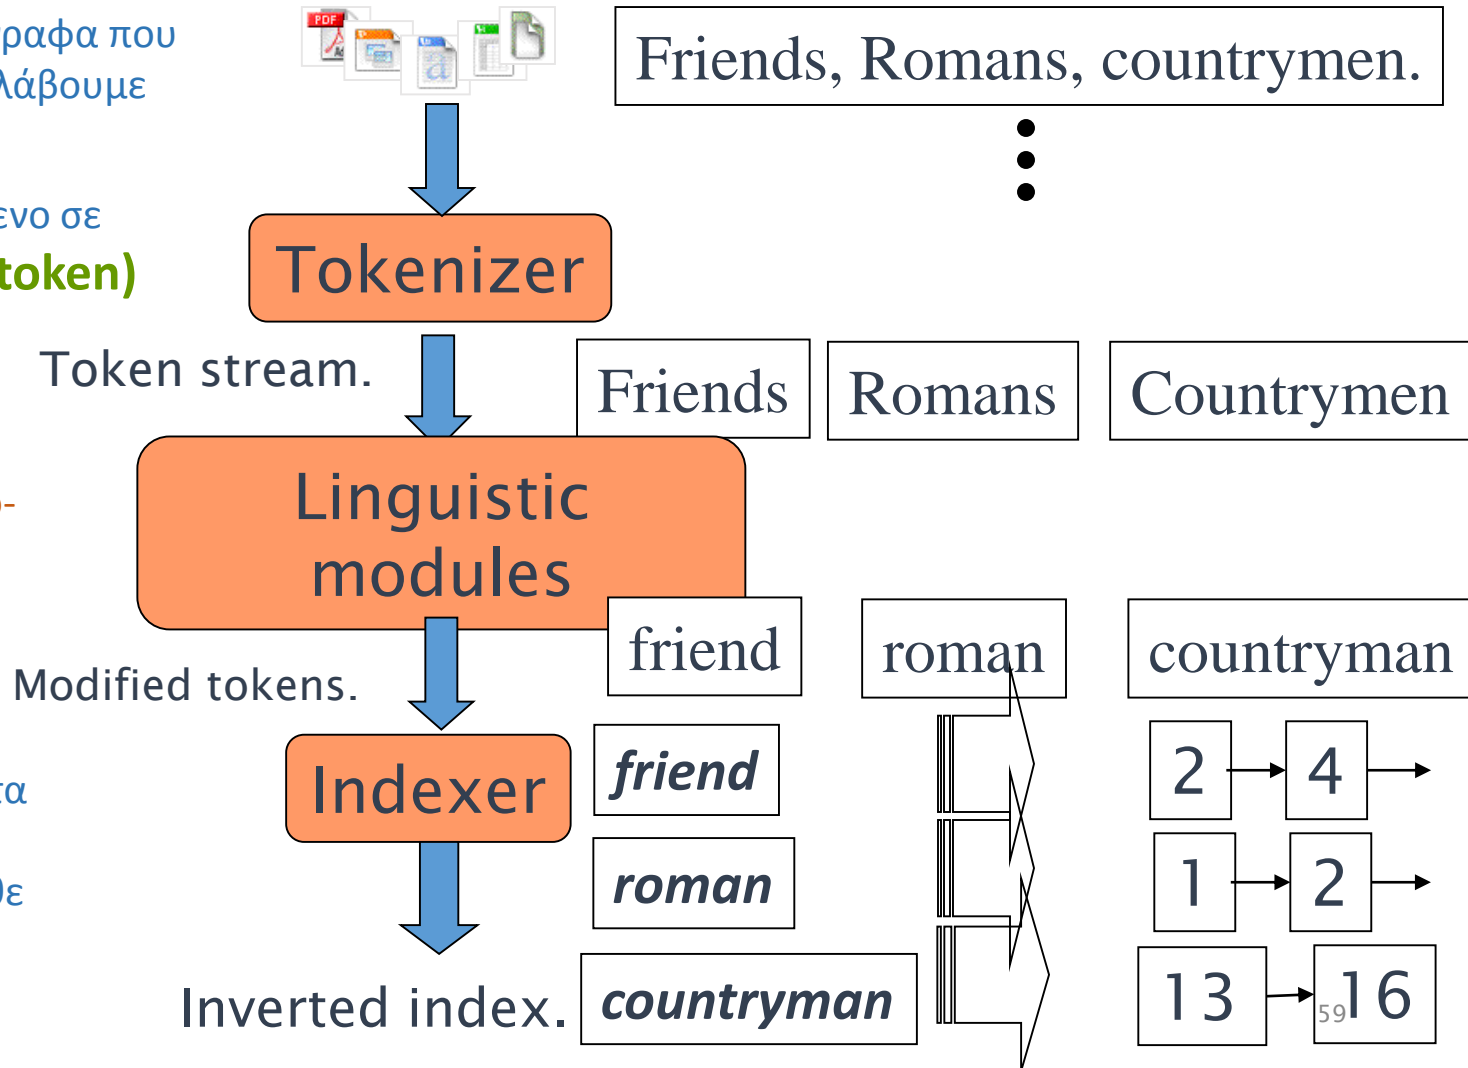 ραφα που
Friends, Romans, countrymen.
λάβουμε
PDF
a
ενο σε
token)
Tokenizer
Token stream.
Friends Romans Countrymen
Linguistic
modules
friend roman countryman
Modified tokens.
Indexer
friend 2 4
τα
roman 1 2
θε
Inverted index.
countryman 13 16
59